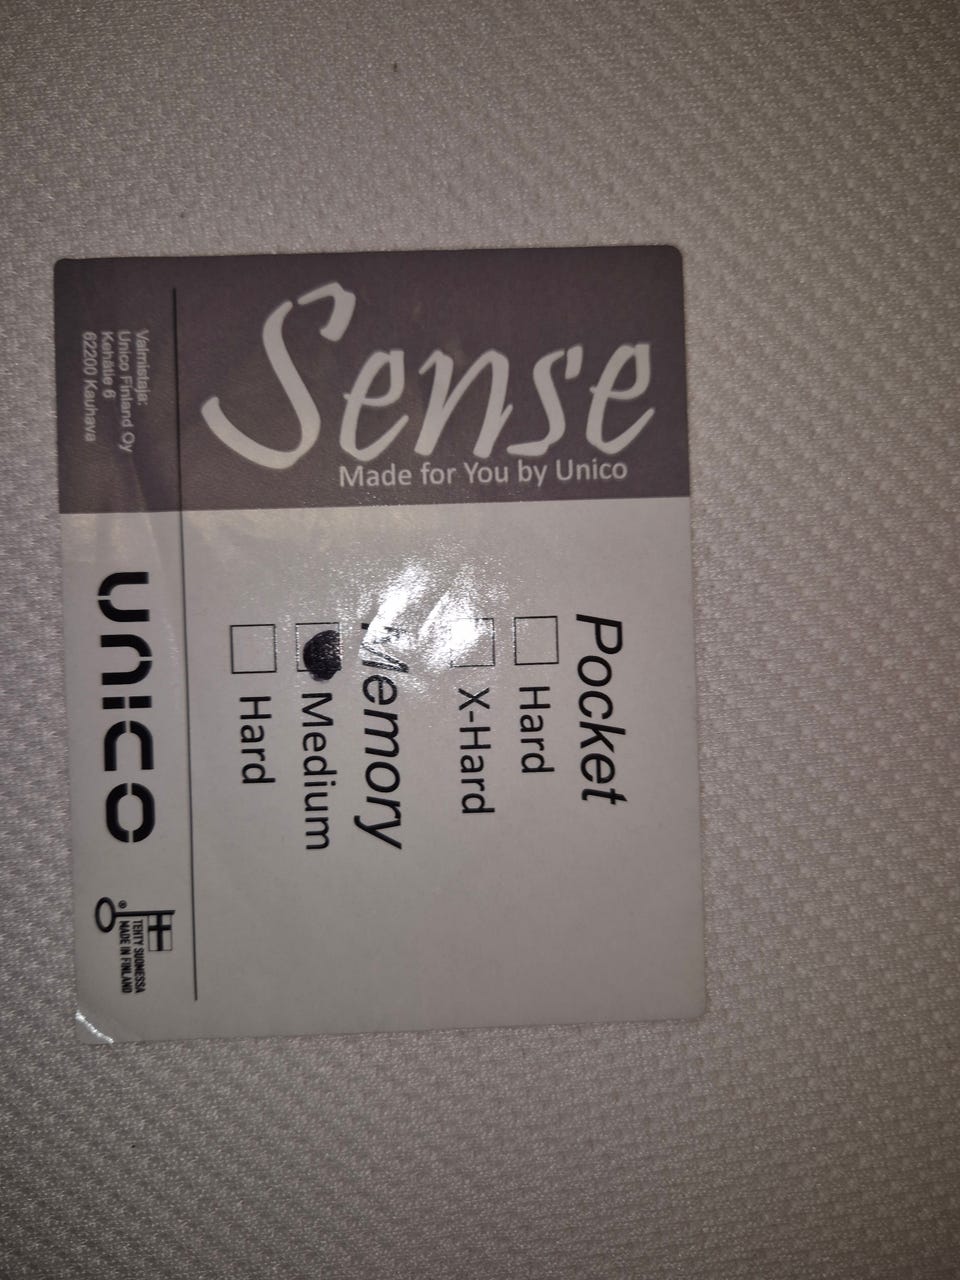 Sense
Made for You by Unico
Pocket
Hard
X-Hard
Memory
Medium
Hard
Valmistaja:
Unico Finland Oy
Kehätie 6
62200 Kauhava
unico
®
TEHTY SUOMESSA
MADE IN FINLAND